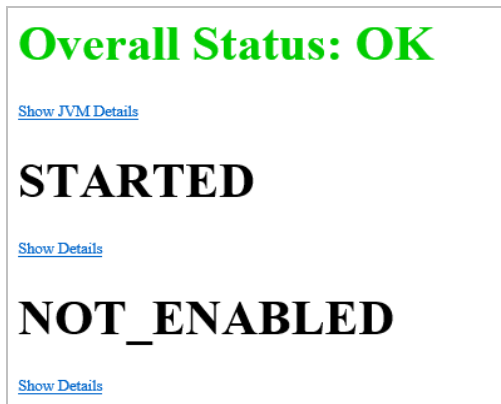 Overall Status: OK
Show JVM Details
STARTED
Show Details
NOT_ENABLED
Show Details